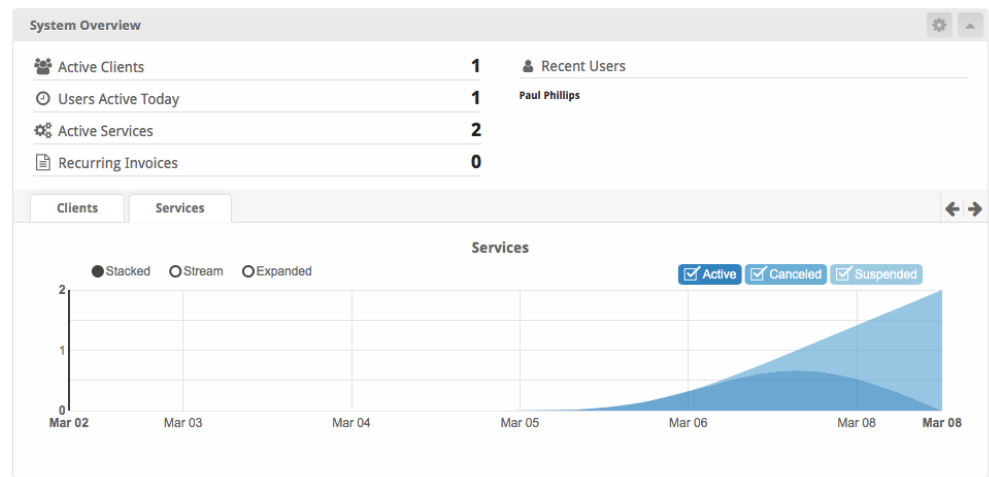 System Overview
Active Clients 1
Users Active Today 1
Active Services 2
Recurring Invoices 0
Recent Users
Paul Phillips
Clients Services
Services
Stacked Stream Expanded Active Canceled Suspended
2
1
0
Mar 02 Mar 03 Mar 04 Mar 05 Mar 06 Mar 08 Mar 08